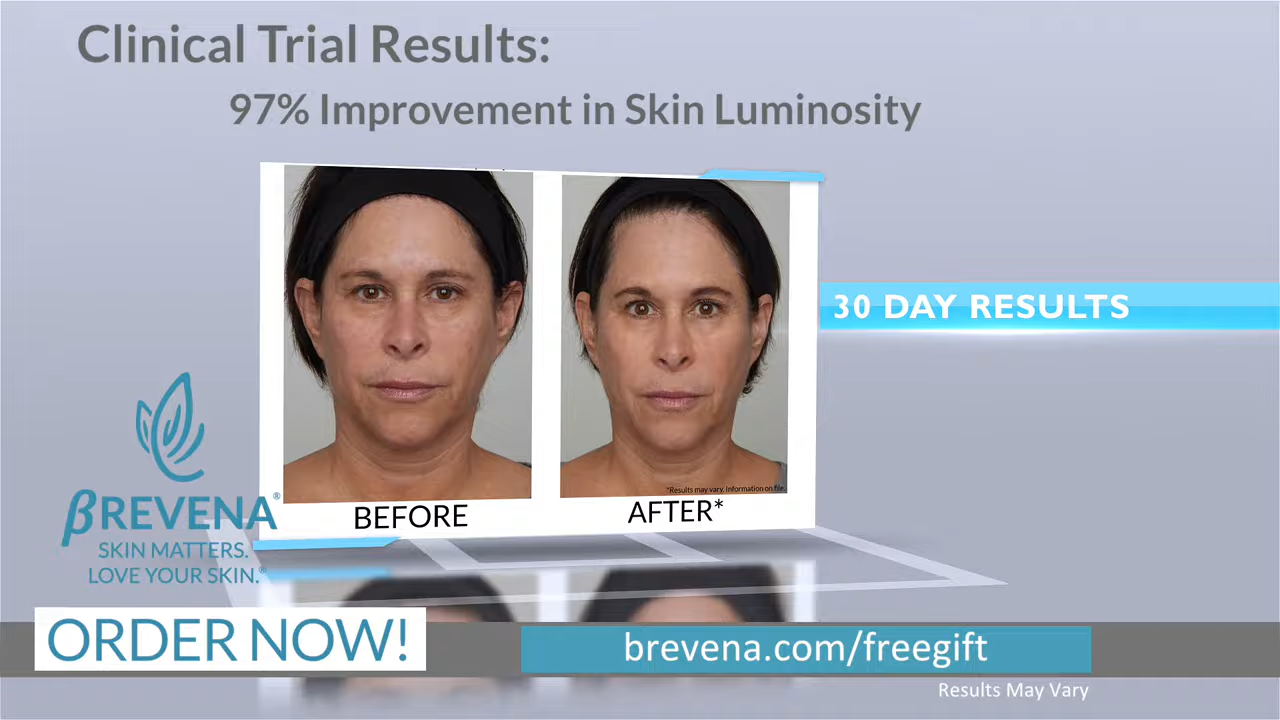 Clinical Trial Results:
97% Improvement in Skin Luminosity
30 DAY RESULTS
*Results may vary. Information on file.
BEFORE
AFTER*
βREVENA®
SKIN MATTERS.
LOVE YOUR SKIN.®
ORDER NOW!
brevena.com/freegift
Results May Vary